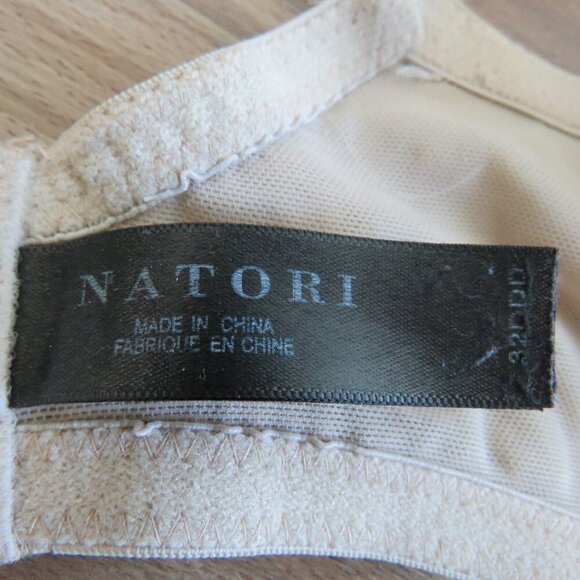 NATORI
MADE IN CHINA
FABRIQUE EN CHINE
32DDD